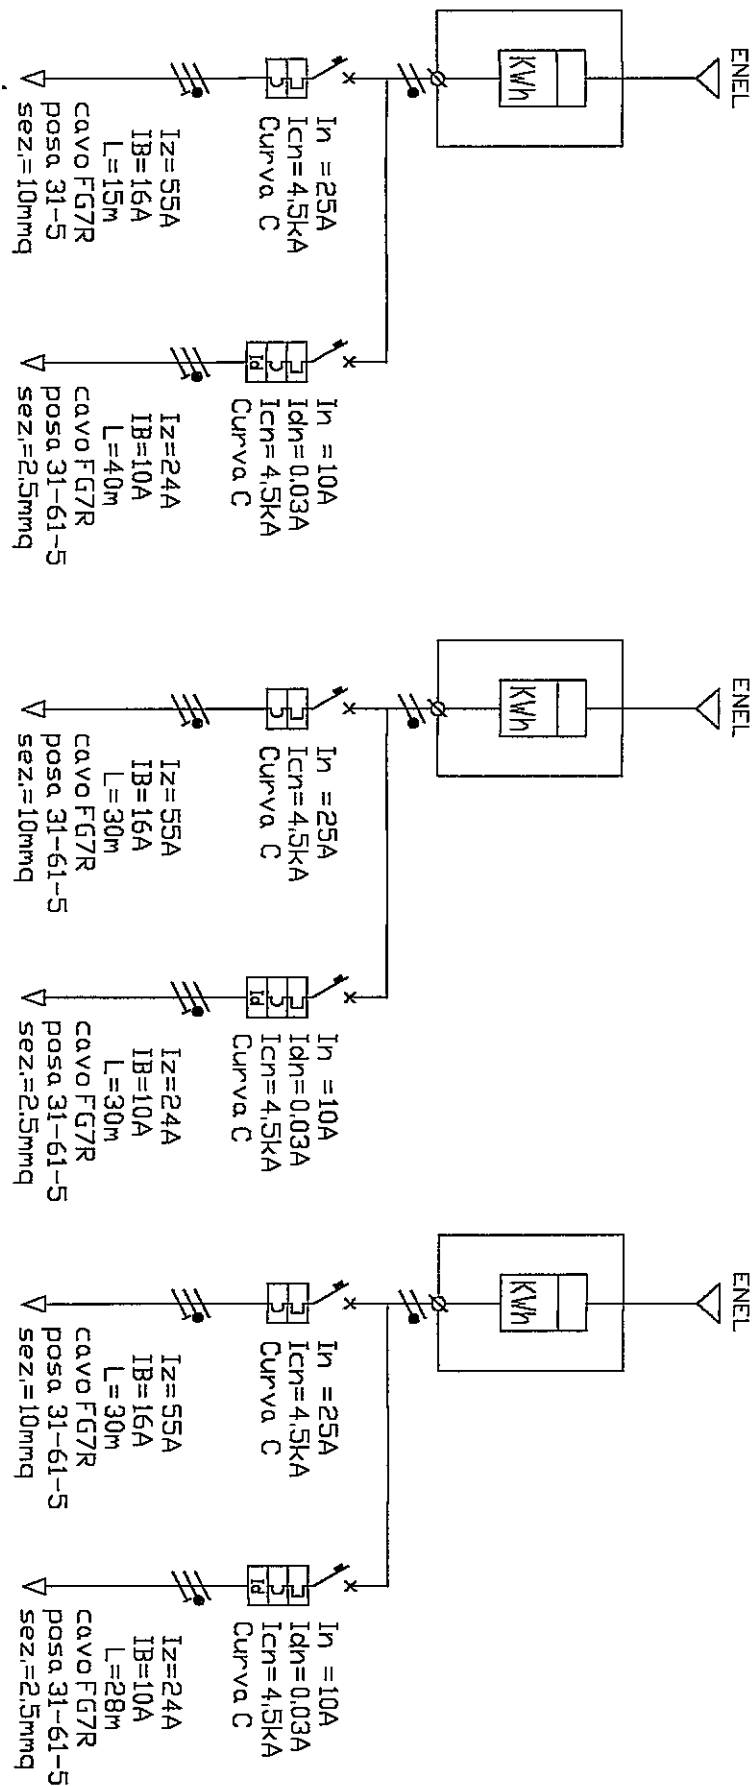 ENEL
KWh
In =25A
Icn=4,5kA
Curva C
Iz=55A
IB=16A
L=15m
cavo FG7R
posa 31-5
sez.=10mmq
In =10A
Idn=0.03A
Icn=4,5kA
Curva C
Id
Iz=24A
IB=10A
L=40m
cavo FG7R
posa 31-61-5
sez.=2,5mmq
ENEL
KWh
In =25A
Icn=4,5kA
Curva C
Iz=55A
IB=16A
L=30m
cavo FG7R
posa 31-61-5
sez.=10mmq
In =10A
Idn=0.03A
Icn=4,5kA
Curva C
Id
Iz=24A
IB=10A
L=30m
cavo FG7R
posa 31-61-5
sez.=2,5mmq
ENEL
KWh
In =25A
Icn=4,5kA
Curva C
Iz=55A
IB=16A
L=30m
cavo FG7R
posa 31-61-5
sez.=10mmq
In =10A
Idn=0.03A
Icn=4,5kA
Curva C
Id
Iz=24A
IB=10A
L=28m
cavo FG7R
posa 31-61-5
sez.=2,5mmq